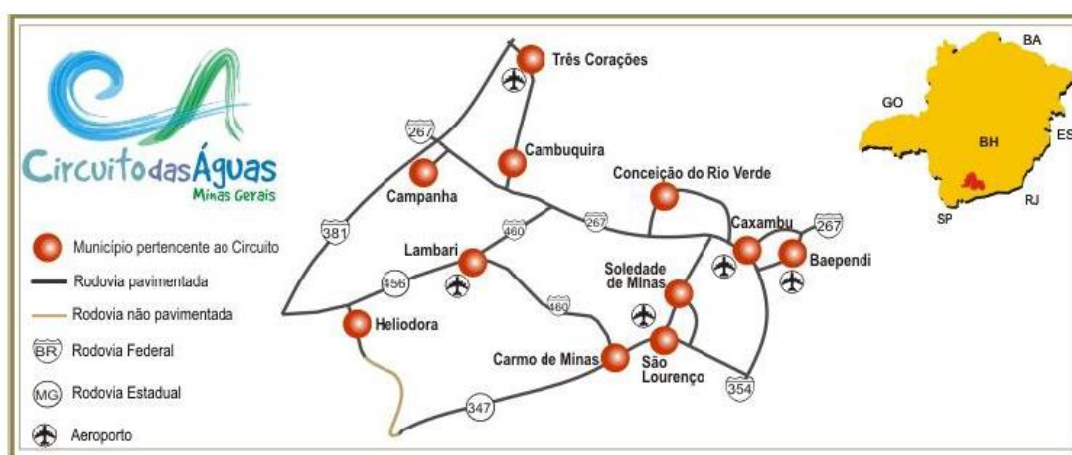 Circuito das Águas
Minas Gerais
Município pertencente ao Circuito
Rodovia pavimentada
Rodovia não pavimentada
BR Rodovia Federal
MG Rodovia Estadual
Aeroporto
Três Corações
267
Cambuquira
Campanha
Conceição do Rio Verde
381
460
267
Caxambu
267
Lambari
Baependi
456
Soledade
de Minas
460
Heliodora
Carmo de Minas
São
Lourenço
354
347
BA
GO
ES
BH
RJ
SP